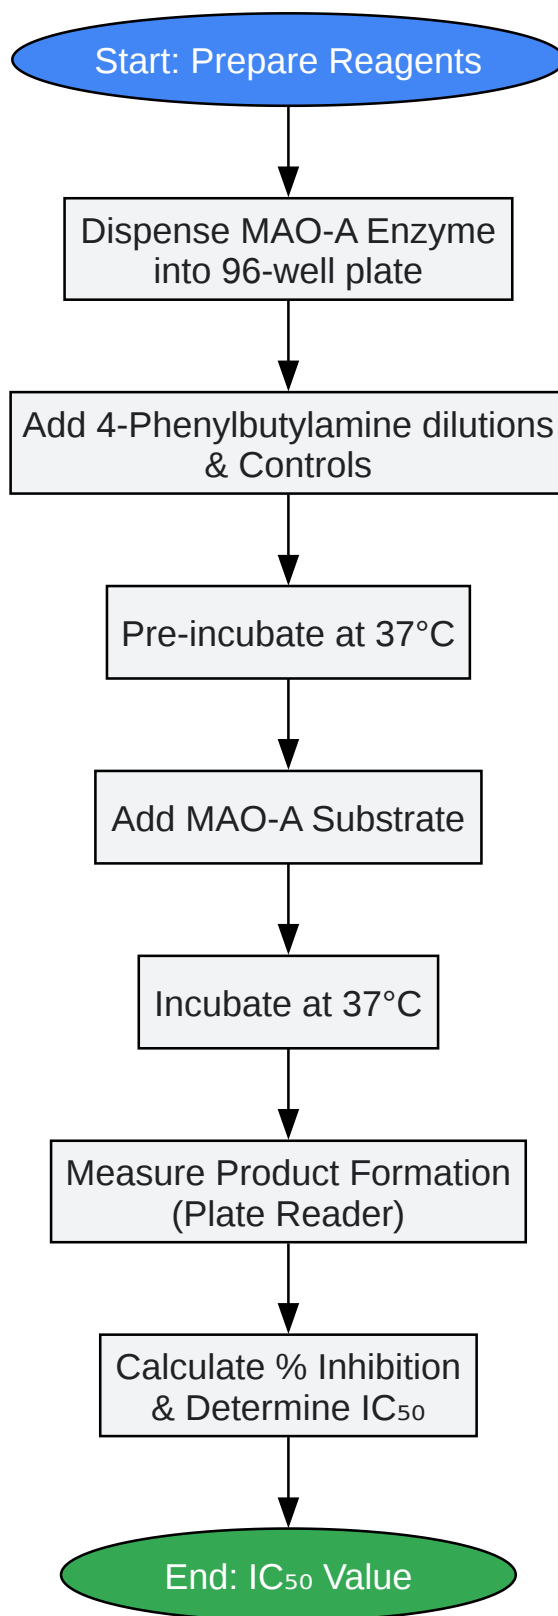 Start: Prepare Reagents
Dispense MAO-A Enzyme
into 96-well plate
Add 4-Phenylbutylamine dilutions
& Controls
Pre-incubate at 37°C
Add MAO-A Substrate
Incubate at 37°C
Measure Product Formation
(Plate Reader)
Calculate % Inhibition
& Determine IC₅₀
End: IC₅₀ Value